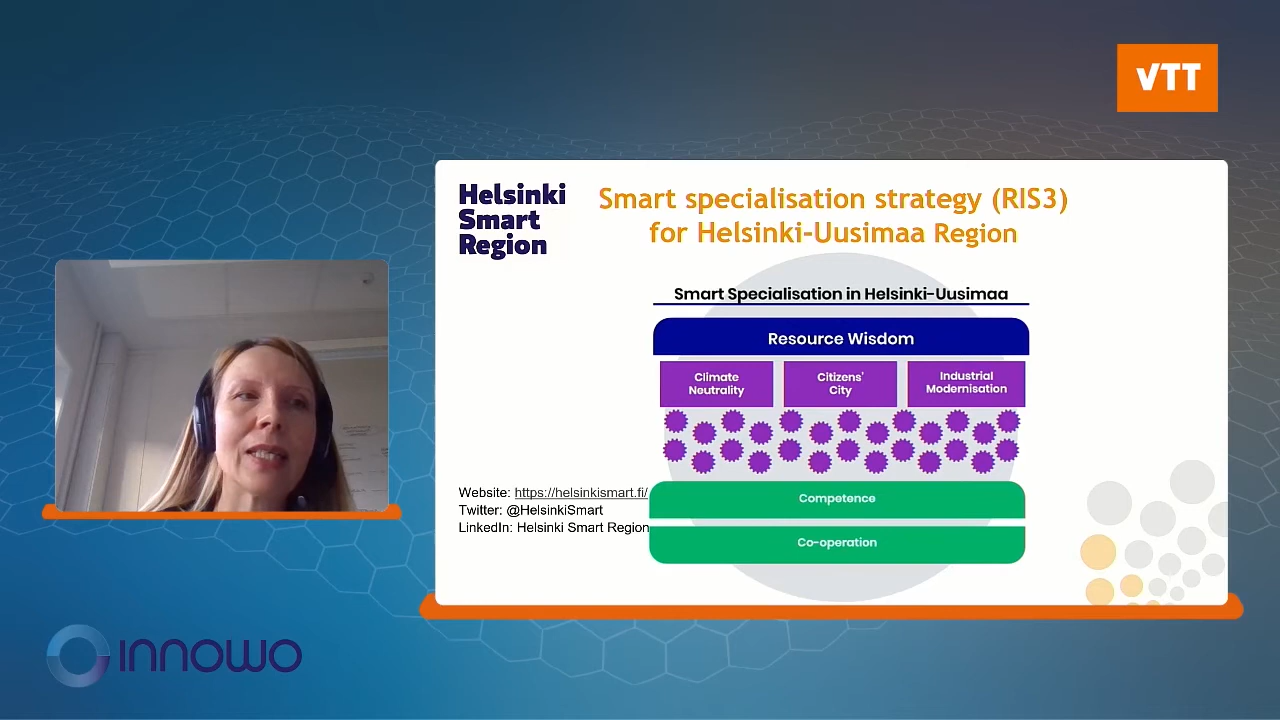 VTT
Helsinki
Smart
Region
Smart specialisation strategy (RIS3)
for Helsinki-Uusimaa Region
Smart Specialisation in Helsinki-Uusimaa
Resource Wisdom
Climate
Neutrality
Citizens'
City
Industrial
Modernisation
Website: https://helsinkismart.fi/
Twitter: @HelsinkiSmart
LinkedIn: Helsinki Smart Region
Competence
Co-operation
innowo